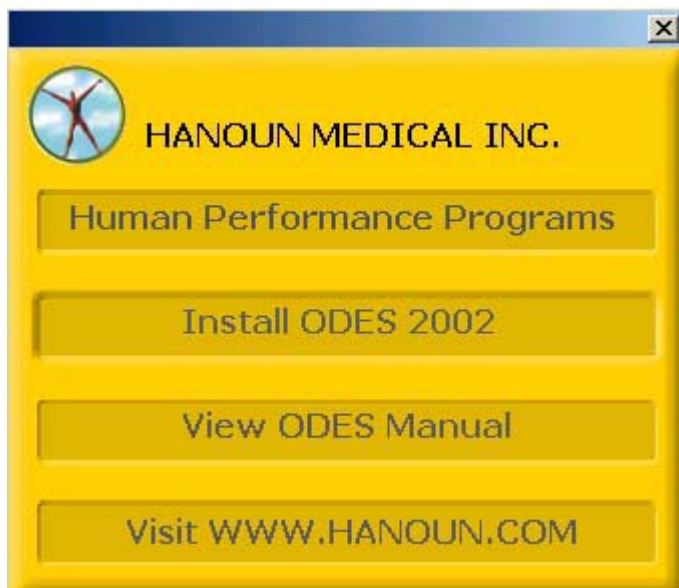 HANOUN MEDICAL INC.
Human Performance Programs
Install ODES 2002
View ODES Manual
Visit WWW.HANOUN.COM